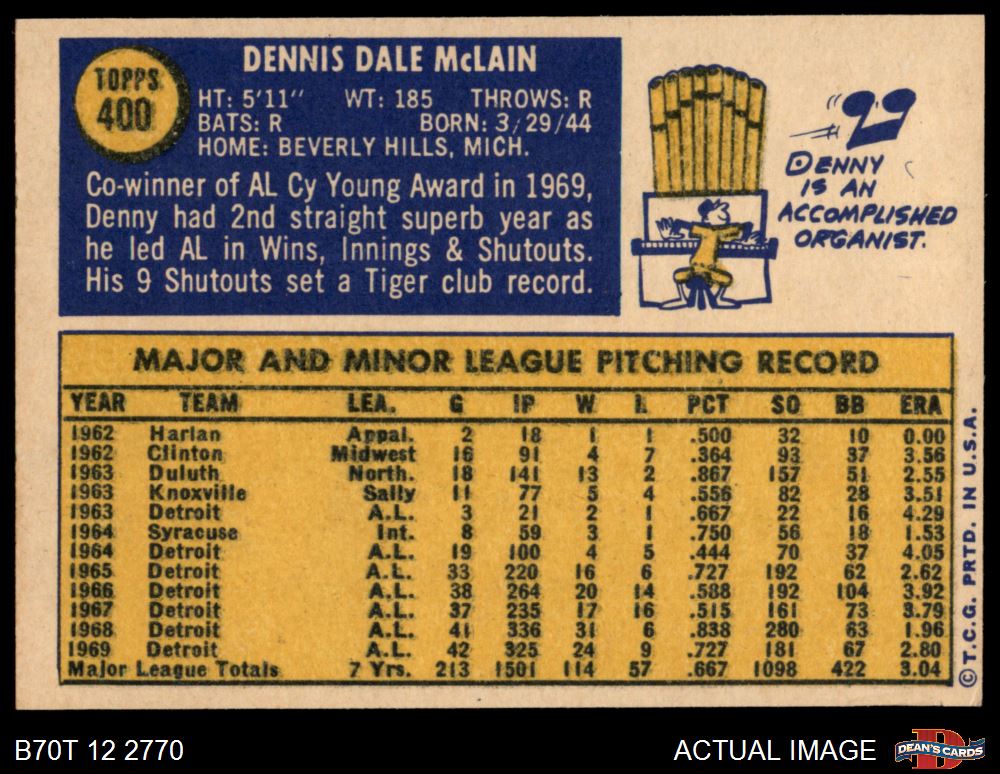 TOPPS
400
DENNIS DALE McLAIN
HT: 5'11" WT: 185 THROWS: R
BATS: R BORN: 3/29/44
HOME: BEVERLY HILLS, MICH.
Co-winner of AL Cy Young Award in 1969,
Denny had 2nd straight superb year as
he led AL in Wins, Innings & Shutouts.
His 9 Shutouts set a Tiger club record.
DENNY
IS AN
ACCOMPLISHED
ORGANIST.
MAJOR AND MINOR LEAGUE PITCHING RECORD
YEAR TEAM LEA. G IP W L PCT SO BB ERA
1962 Harlan Appal. 2 18 1 1 .500 32 10 0.00
1962 Clinton Midwest 16 91 4 7 .364 93 37 3.56
1963 Duluth North. 18 141 13 2 .867 157 51 2.55
1963 Knoxville Sally 11 77 5 4 .556 82 28 3.51
1963 Detroit A.L. 3 21 2 1 .667 22 16 4.29
1964 Syracuse Int. 8 59 3 1 .750 56 18 1.53
1964 Detroit A.L. 19 100 4 5 .444 70 37 4.05
1965 Detroit A.L. 33 220 16 6 .727 192 62 2.62
1966 Detroit A.L. 38 264 20 14 .588 192 104 3.92
1967 Detroit A.L. 37 235 17 16 .515 161 73 3.79
1968 Detroit A.L. 41 336 31 6 .838 280 63 1.96
1969 Detroit A.L. 42 325 24 9 .727 181 67 2.80
Major League Totals 7 Yrs. 213 1501 114 57 .667 1098 422 3.04
© T.C.G. PRTD. IN U.S.A.
B70T 12 2770
ACTUAL IMAGE
D
DEAN'S CARDS